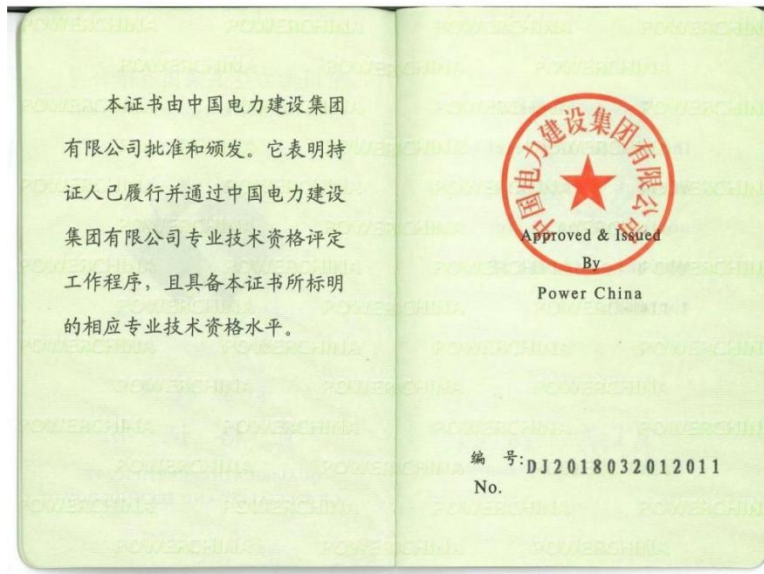 本证书由中国电力建设集团
有限公司批准和颁发。它表明持
证人已履行并通过中国电力建设
集团有限公司专业技术资格评定
工作程序，且具备本证书所标明
的相应专业技术资格水平。
中国电力建设集团有限公司
Approved & Issued
By
Power China
编 号:DJ2018032012011
No.